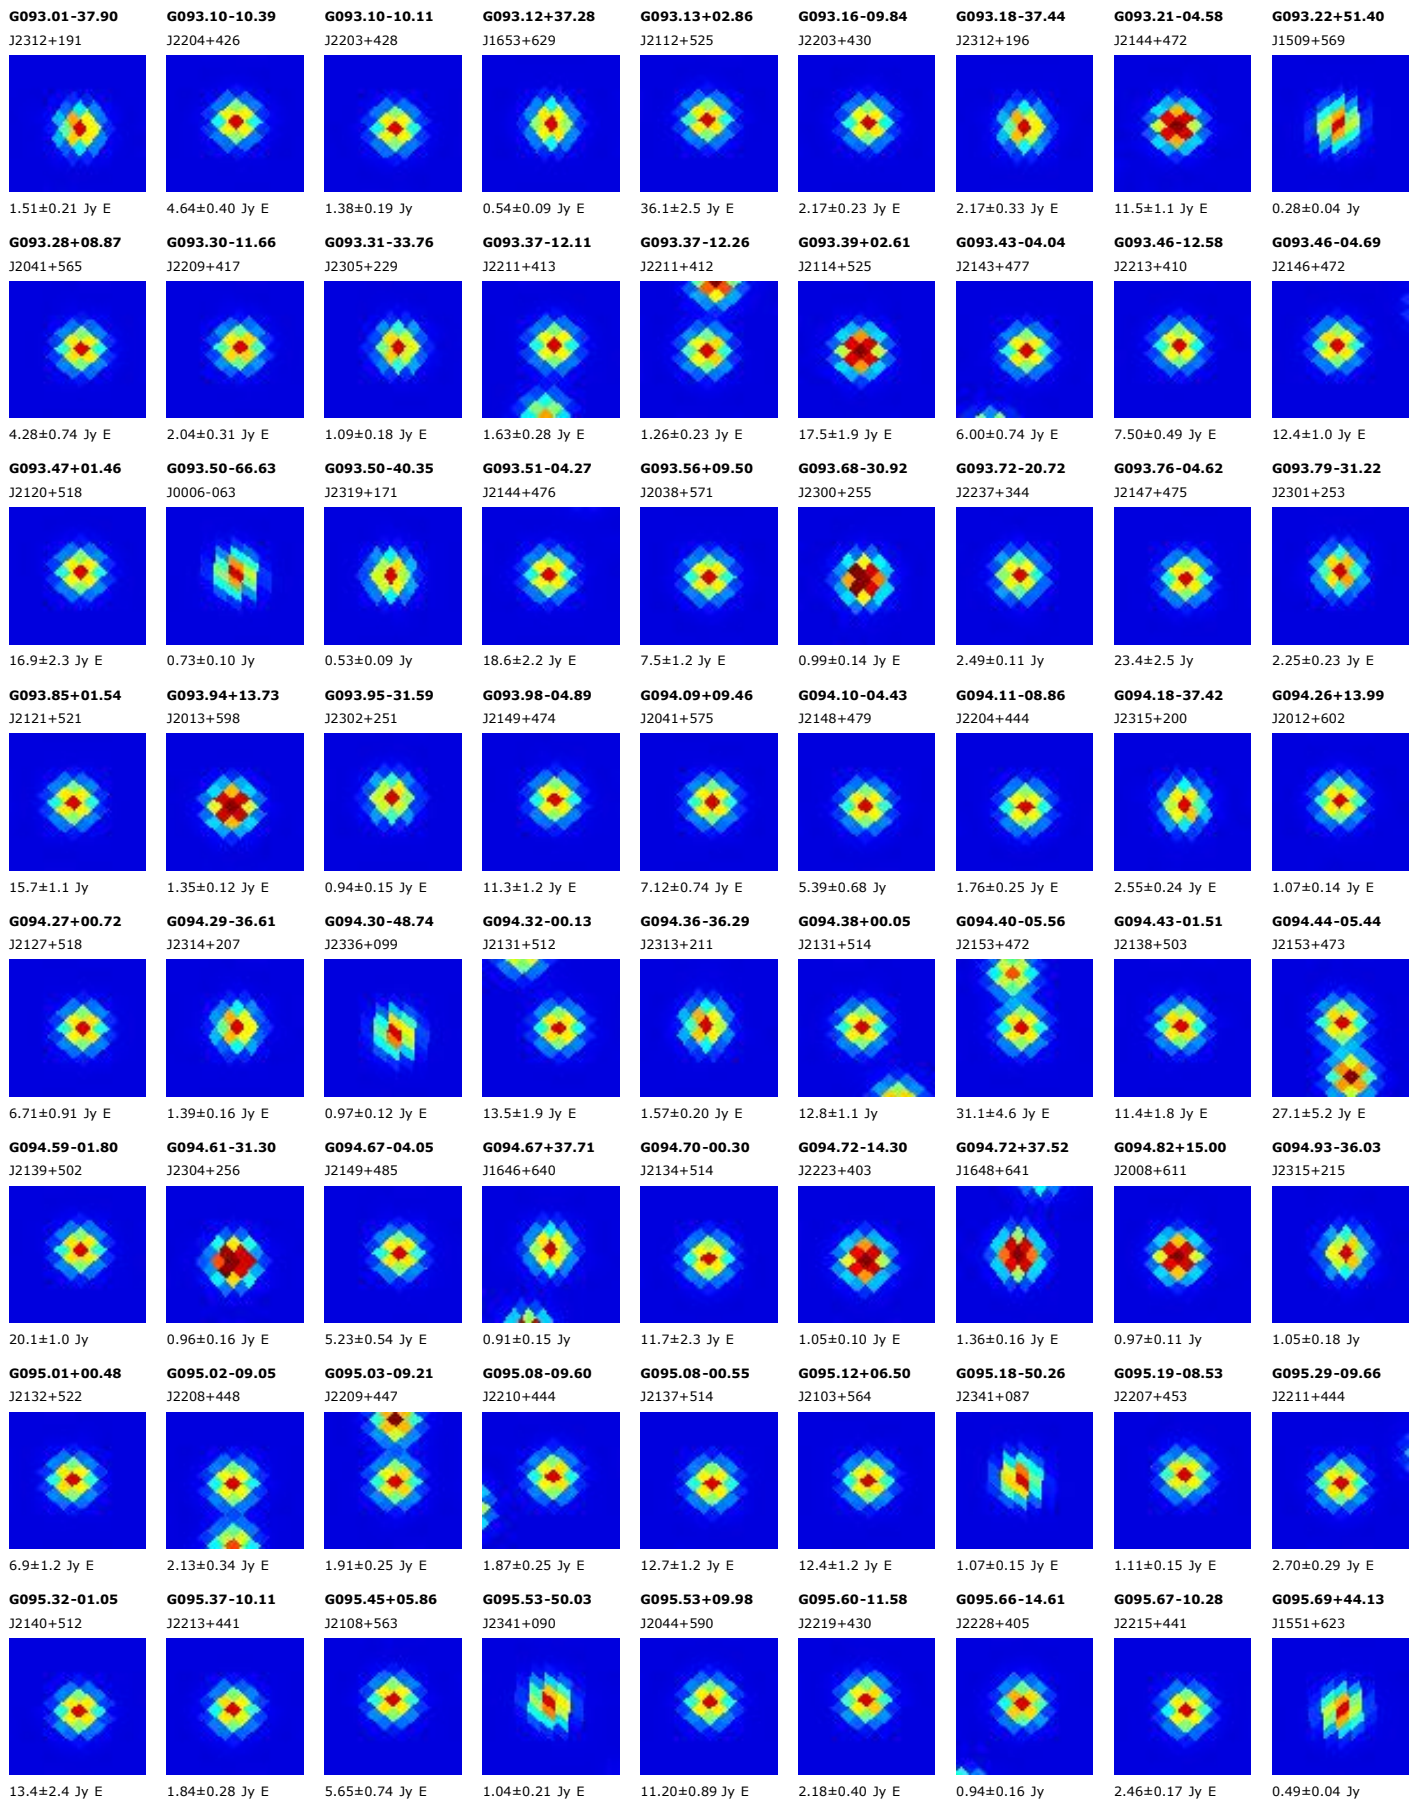 G093.01-37.90 G093.10-10.39 G093.10-10.11 G093.12+37.28 G093.13+02.86 G093.16-09.84 G093.18-37.44 G093.21-04.58 G093.22+51.40
J2312+191 J2204+426 J2203+428 J1653+629 J2112+525 J2203+430 J2312+196 J2144+472 J1509+569
1.51±0.21 Jy E 4.64±0.40 Jy E 1.38±0.19 Jy 0.54±0.09 Jy E 36.1±2.5 Jy E 2.17±0.23 Jy E 2.17±0.33 Jy E 11.5±1.1 Jy E 0.28±0.04 Jy
G093.28+08.87 G093.30-11.66 G093.31-33.76 G093.37-12.11 G093.37-12.26 G093.39+02.61 G093.43-04.04 G093.46-12.58 G093.46-04.69
J2041+565 J2209+417 J2305+229 J2211+413 J2211+412 J2114+525 J2143+477 J2213+410 J2146+472
4.28±0.74 Jy E 2.04±0.31 Jy E 1.09±0.18 Jy E 1.63±0.28 Jy E 1.26±0.23 Jy E 17.5±1.9 Jy E 6.00±0.74 Jy E 7.50±0.49 Jy E 12.4±1.0 Jy E
G093.47+01.46 G093.50-66.63 G093.50-40.35 G093.51-04.27 G093.56+09.50 G093.68-30.92 G093.72-20.72 G093.76-04.62 G093.79-31.22
J2120+518 J0006-063 J2319+171 J2144+476 J2038+571 J2300+255 J2237+344 J2147+475 J2301+253
16.9±2.3 Jy E 0.73±0.10 Jy 0.53±0.09 Jy 18.6±2.2 Jy E 7.5±1.2 Jy E 0.99±0.14 Jy E 2.49±0.11 Jy 23.4±2.5 Jy 2.25±0.23 Jy E
G093.85+01.54 G093.94+13.73 G093.95-31.59 G093.98-04.89 G094.09+09.46 G094.10-04.43 G094.11-08.86 G094.18-37.42 G094.26+13.99
J2121+521 J2013+598 J2302+251 J2149+474 J2041+575 J2148+479 J2204+444 J2315+200 J2012+602
15.7±1.1 Jy 1.35±0.12 Jy E 0.94±0.15 Jy E 11.3±1.2 Jy E 7.12±0.74 Jy E 5.39±0.68 Jy 1.76±0.25 Jy E 2.55±0.24 Jy E 1.07±0.14 Jy E
G094.27+00.72 G094.29-36.61 G094.30-48.74 G094.32-00.13 G094.36-36.29 G094.38+00.05 G094.40-05.56 G094.43-01.51 G094.44-05.44
J2127+518 J2314+207 J2336+099 J2131+512 J2313+211 J2131+514 J2153+472 J2138+503 J2153+473
6.71±0.91 Jy E 1.39±0.16 Jy E 0.97±0.12 Jy E 13.5±1.9 Jy E 1.57±0.20 Jy E 12.8±1.1 Jy 31.1±4.6 Jy E 11.4±1.8 Jy E 27.1±5.2 Jy E
G094.59-01.80 G094.61-31.30 G094.67-04.05 G094.67+37.71 G094.70-00.30 G094.72-14.30 G094.72+37.52 G094.82+15.00 G094.93-36.03
J2139+502 J2304+256 J2149+485 J1646+640 J2134+514 J2223+403 J1648+641 J2008+611 J2315+215
20.1±1.0 Jy 0.96±0.16 Jy E 5.23±0.54 Jy E 0.91±0.15 Jy 11.7±2.3 Jy E 1.05±0.10 Jy E 1.36±0.16 Jy E 0.97±0.11 Jy 1.05±0.18 Jy
G095.01+00.48 G095.02-09.05 G095.03-09.21 G095.08-09.60 G095.08-00.55 G095.12+06.50 G095.18-50.26 G095.19-08.53 G095.29-09.66
J2132+522 J2208+448 J2209+447 J2210+444 J2137+514 J2103+564 J2341+087 J2207+453 J2211+444
6.9±1.2 Jy E 2.13±0.34 Jy E 1.91±0.25 Jy E 1.87±0.25 Jy E 12.7±1.2 Jy E 12.4±1.2 Jy E 1.07±0.15 Jy E 1.11±0.15 Jy E 2.70±0.29 Jy E
G095.32-01.05 G095.37-10.11 G095.45+05.86 G095.53-50.03 G095.53+09.98 G095.60-11.58 G095.66-14.61 G095.67-10.28 G095.69+44.13
J2140+512 J2213+441 J2108+563 J2341+090 J2044+590 J2219+430 J2228+405 J2215+441 J1551+623
13.4±2.4 Jy E 1.84±0.28 Jy E 5.65±0.74 Jy E 1.04±0.21 Jy E 11.20±0.89 Jy E 2.18±0.40 Jy E 0.94±0.16 Jy 2.46±0.17 Jy E 0.49±0.04 Jy